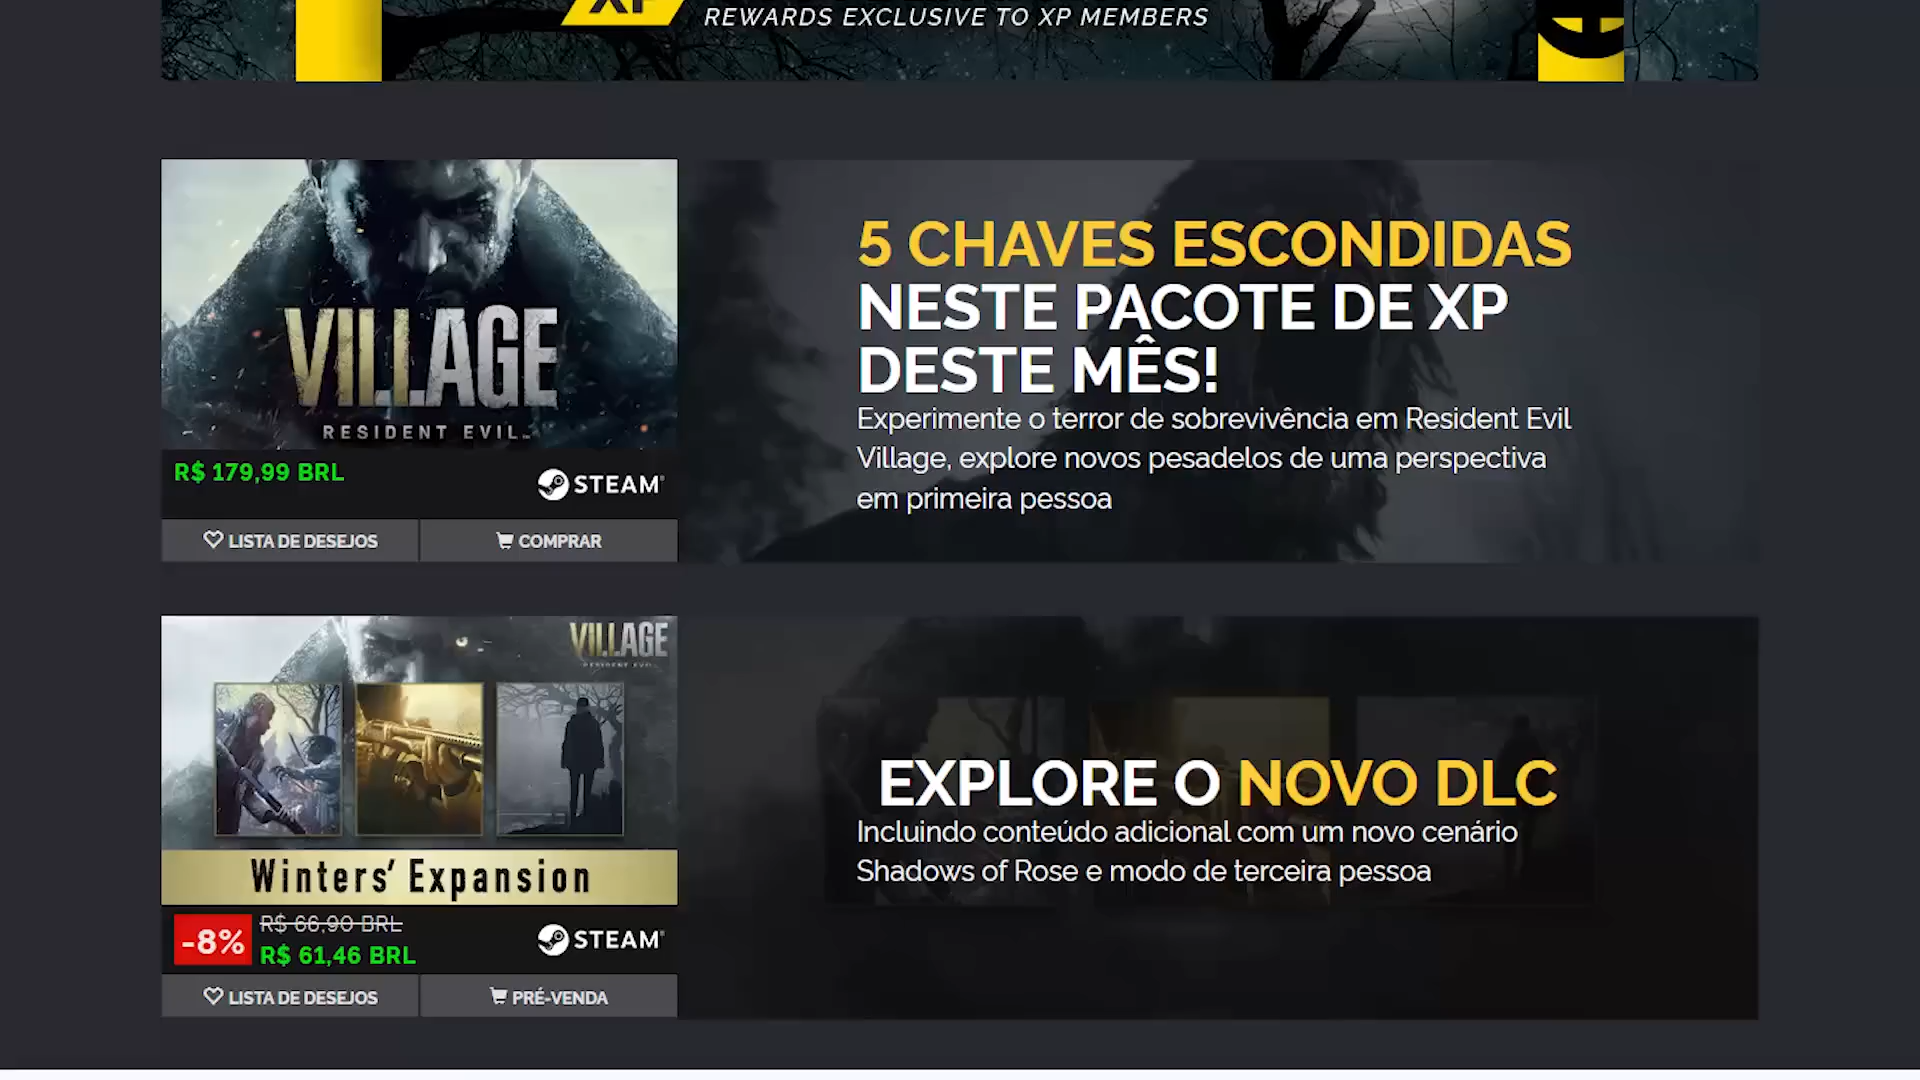 XP
REWARDS EXCLUSIVE TO XP MEMBERS
VILLAGE
RESIDENT EVIL
R$ 179,99 BRL
STEAM
LISTA DE DESEJOS
COMPRAR
5 CHAVES ESCONDIDAS
NESTE PACOTE DE XP
DESTE MÊS!
Experimente o terror de sobrevivência em Resident Evil
Village, explore novos pesadelos de uma perspectiva
em primeira pessoa
VILLAGE
RESIDENT EVIL
Winters' Expansion
-8%
R$ 66,90 BRL
R$ 61,46 BRL
STEAM
LISTA DE DESEJOS
PRÉ-VENDA
EXPLORE O NOVO DLC
Incluindo conteúdo adicional com um novo cenário
Shadows of Rose e modo de terceira pessoa